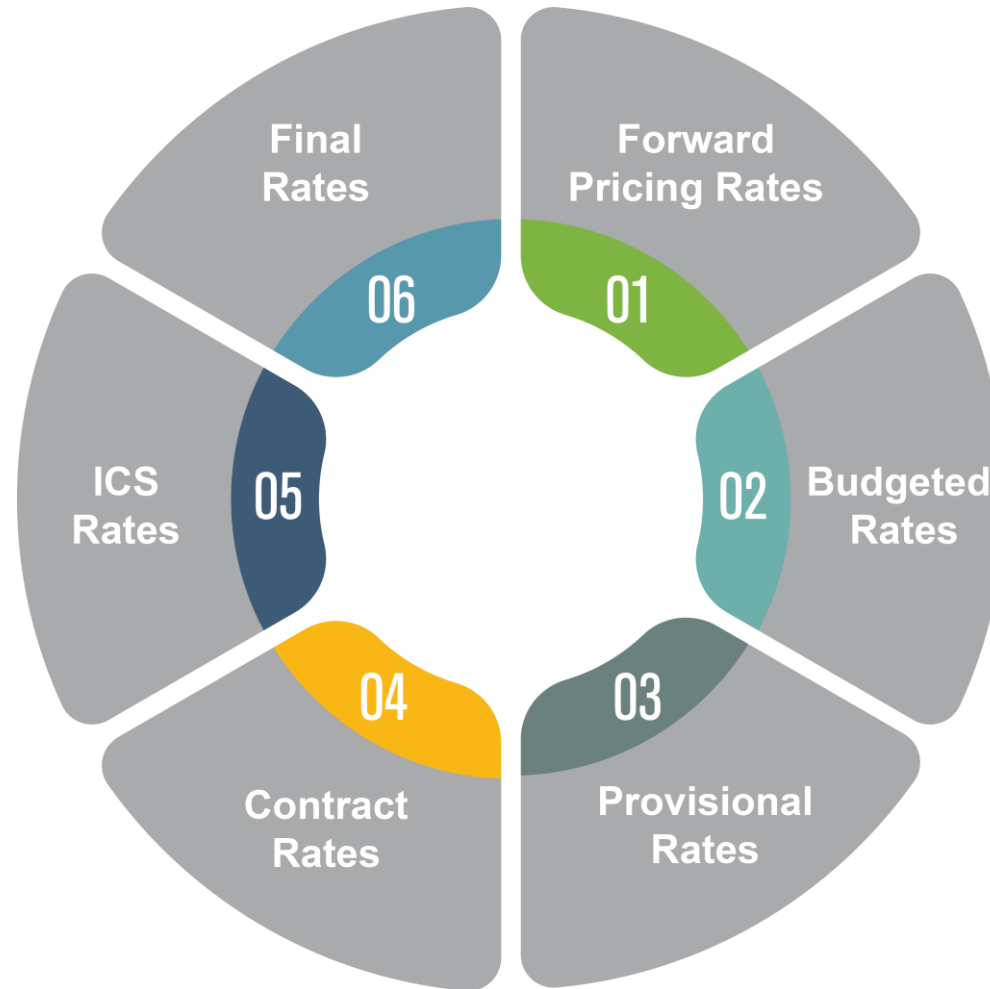 Forward
Pricing Rates
01
Budgeted
Rates
02
Provisional
Rates
03
Contract
Rates
04
ICS
Rates
05
Final
Rates
06